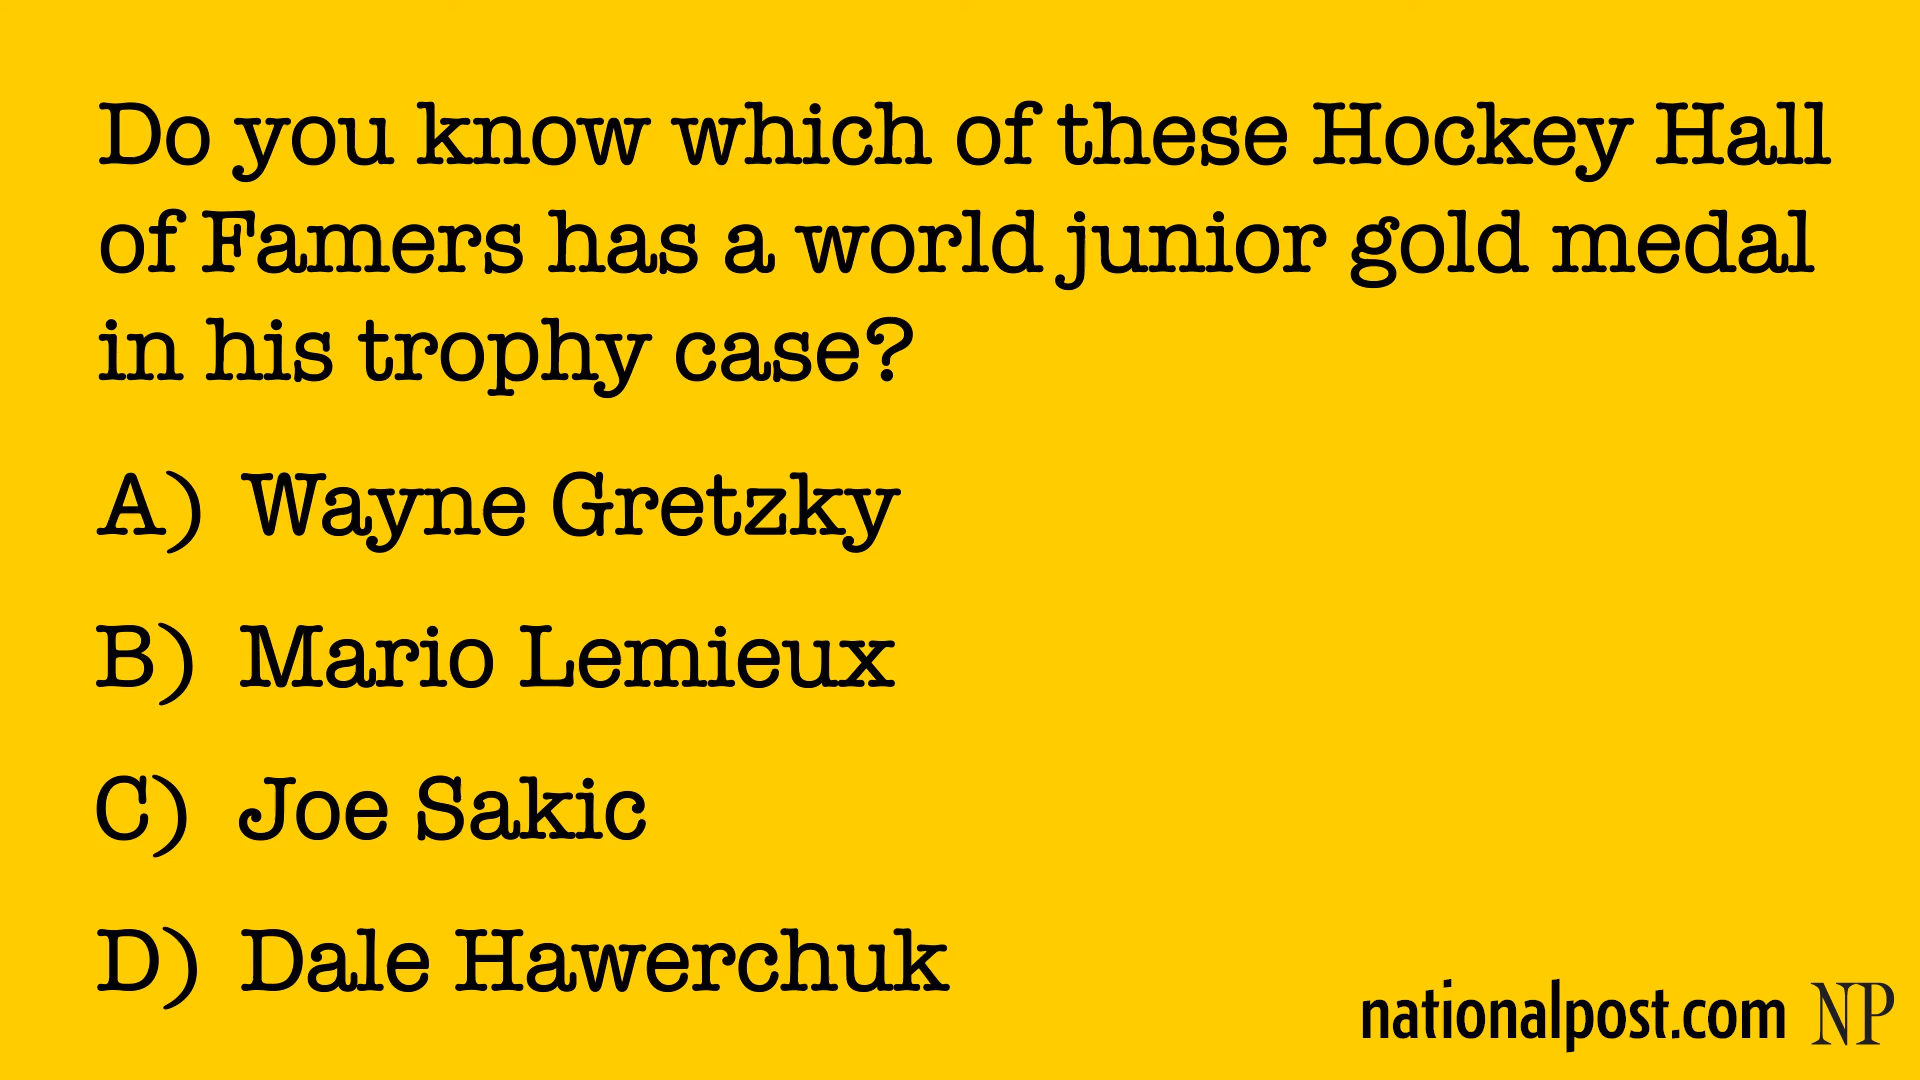 Do you know which of these Hockey Hall
of Famers has a world junior gold medal
in his trophy case?
A) Wayne Gretzky
B) Mario Lemieux
C) Joe Sakic
D) Dale Hawerchuk
nationalpost.com NP